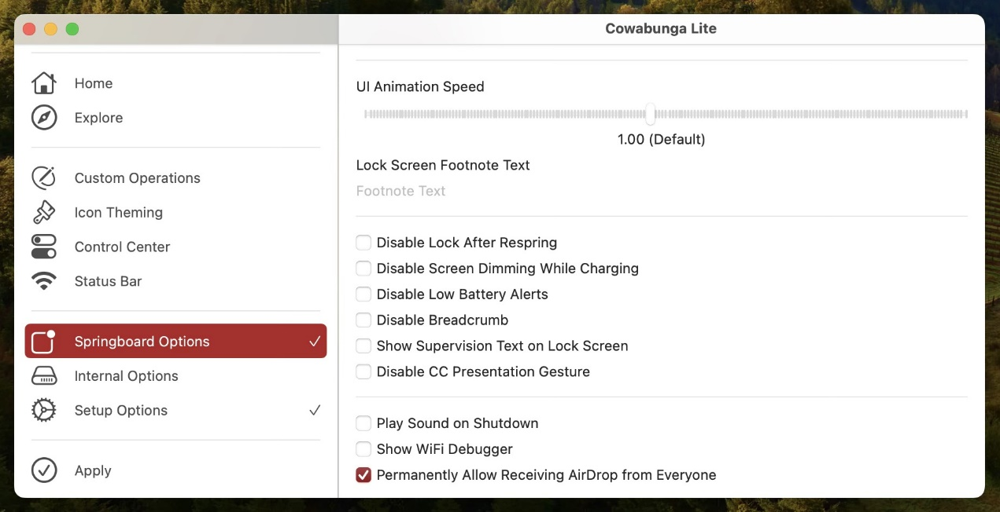 Cowabunga Lite
Home
Explore
Custom Operations
Icon Theming
Control Center
Status Bar
Springboard Options
Internal Options
Setup Options
Apply
UI Animation Speed
1.00 (Default)
Lock Screen Footnote Text
Footnote Text
Disable Lock After Respring
Disable Screen Dimming While Charging
Disable Low Battery Alerts
Disable Breadcrumb
Show Supervision Text on Lock Screen
Disable CC Presentation Gesture
Play Sound on Shutdown
Show WiFi Debugger
Permanently Allow Receiving AirDrop from Everyone